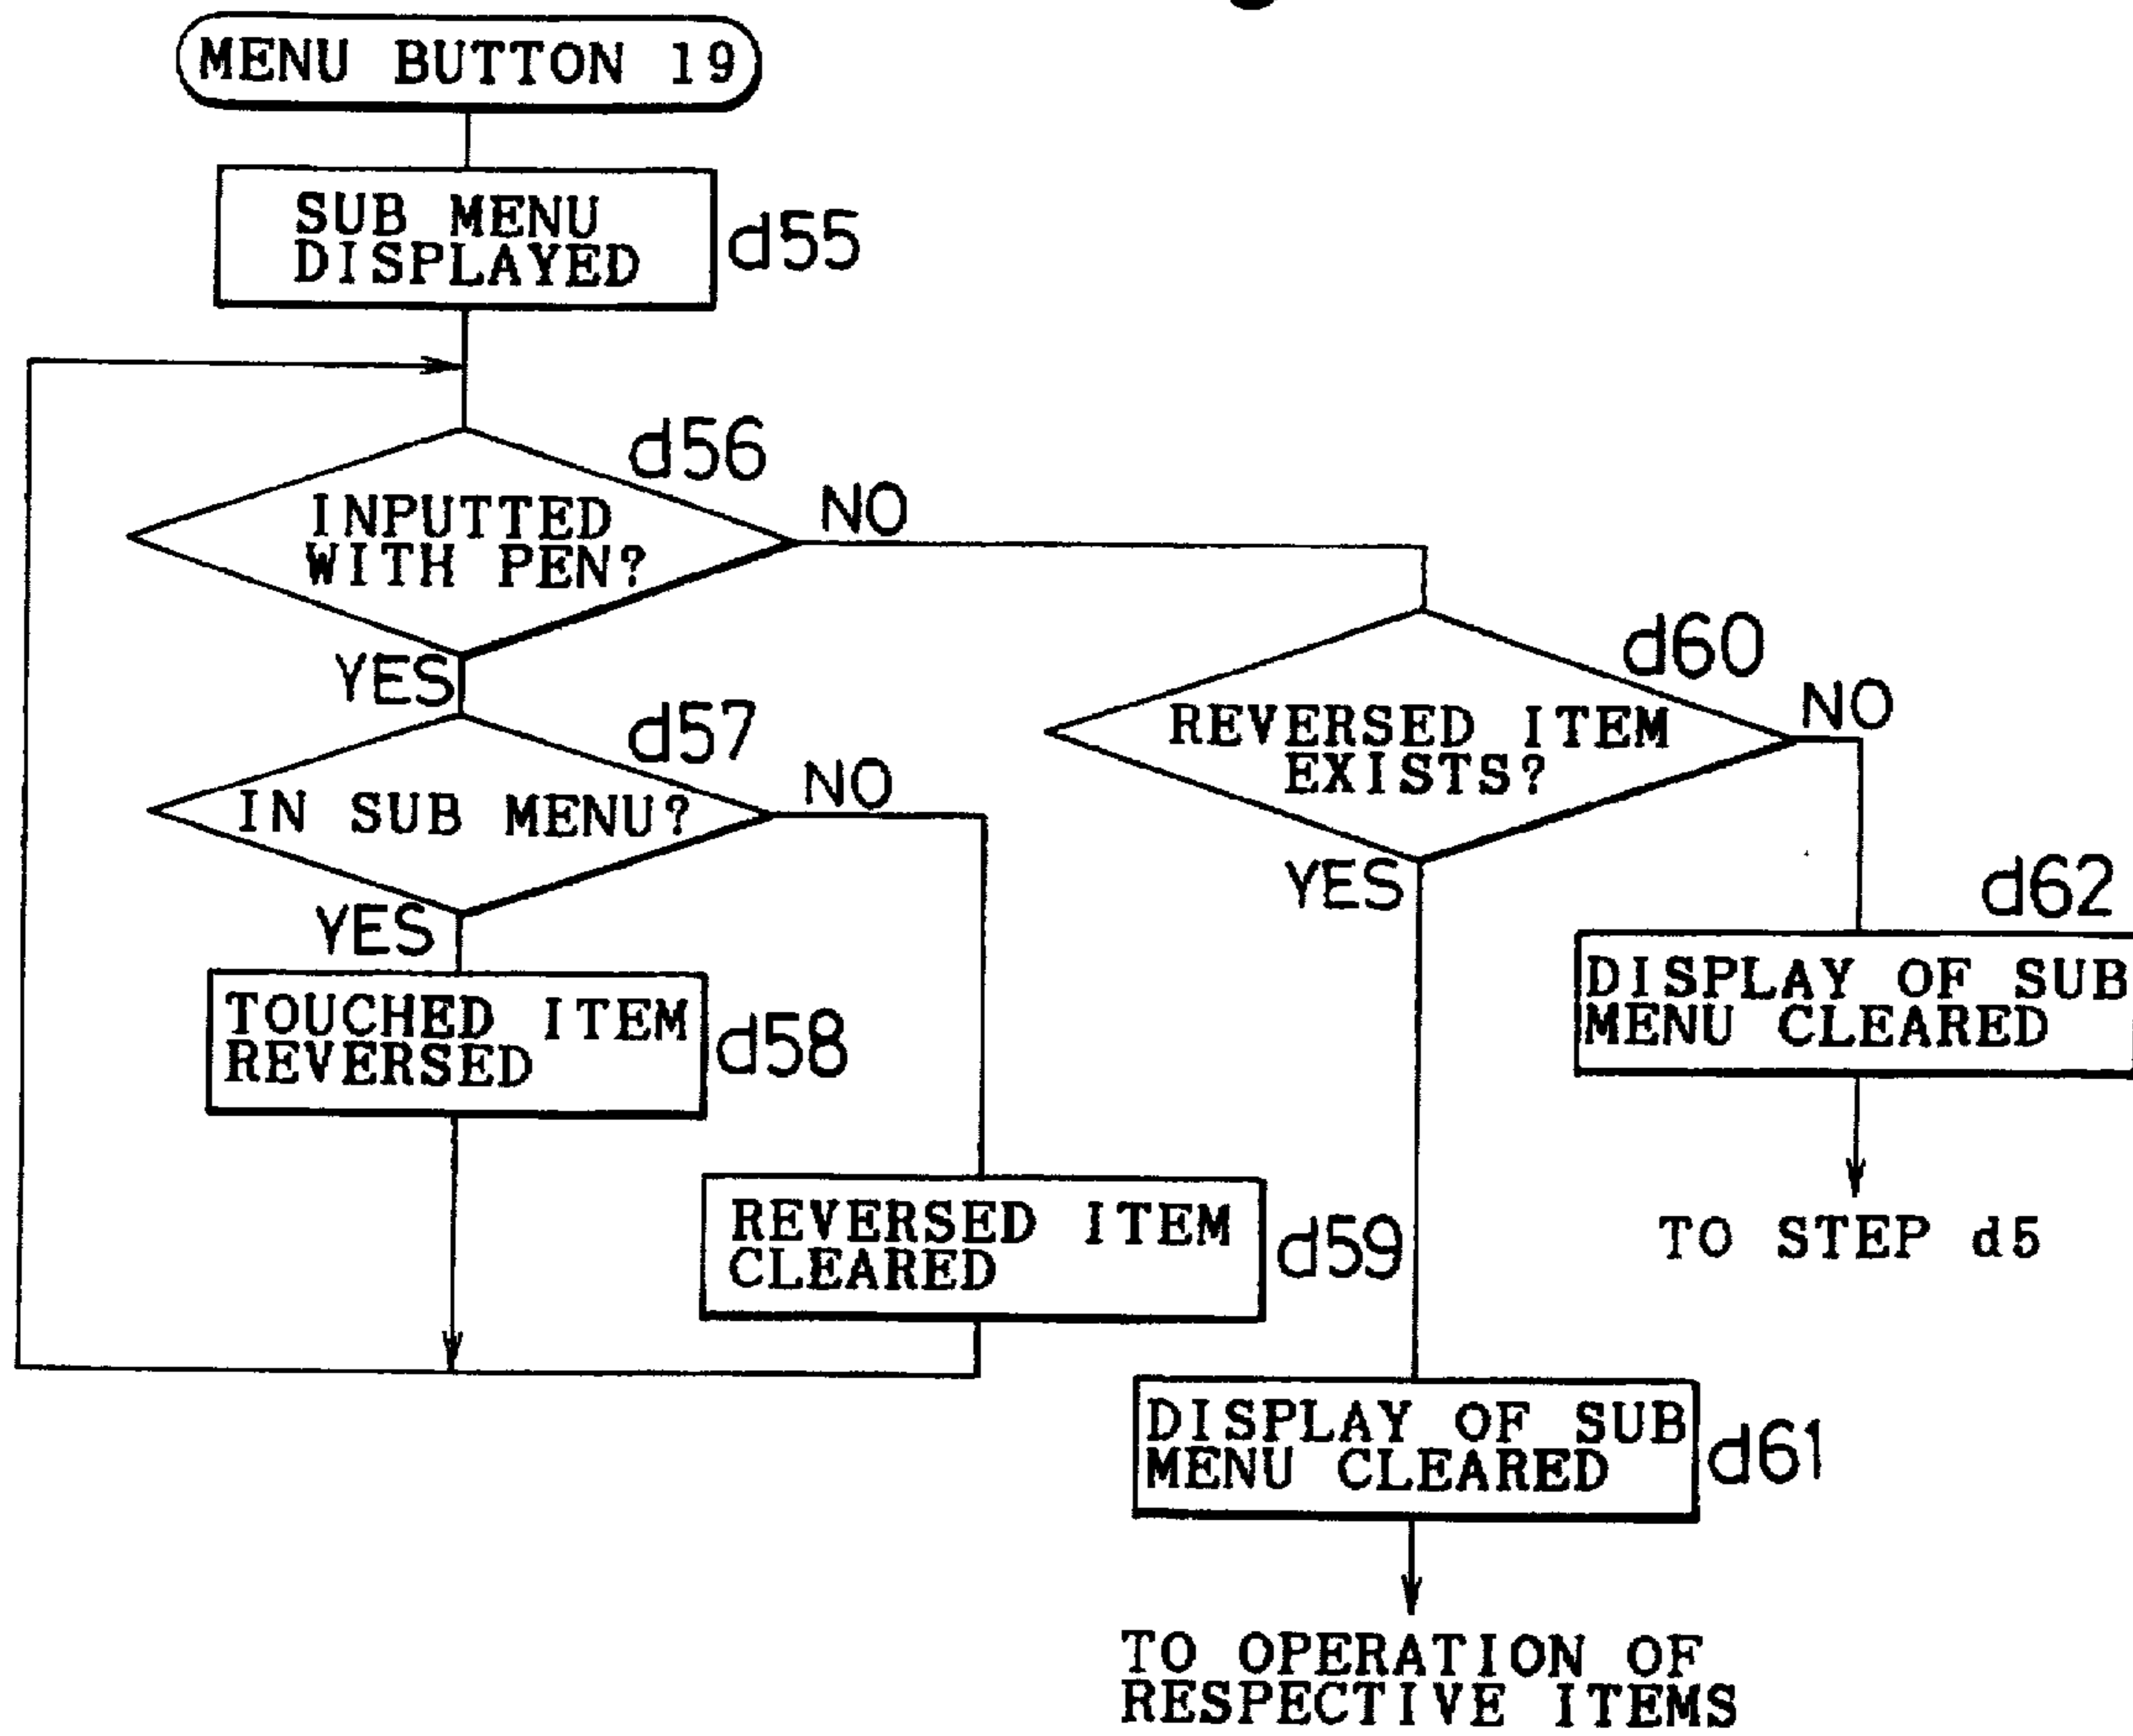 MENU BUTTON 19
SUB MENU
DISPLAYED
d55
d56
INPUTTED
WITH PEN?
NO
YES
d57
IN SUB MENU?
NO
YES
TOUCHED ITEM
REVERSED
d58
REVERSED ITEM
CLEARED
d59
d60
REVERSED ITEM
EXISTS?
NO
YES
d62
DISPLAY OF SUB
MENU CLEARED
TO STEP d5
DISPLAY OF SUB
MENU CLEARED
d61
TO OPERATION OF
RESPECTIVE ITEMS